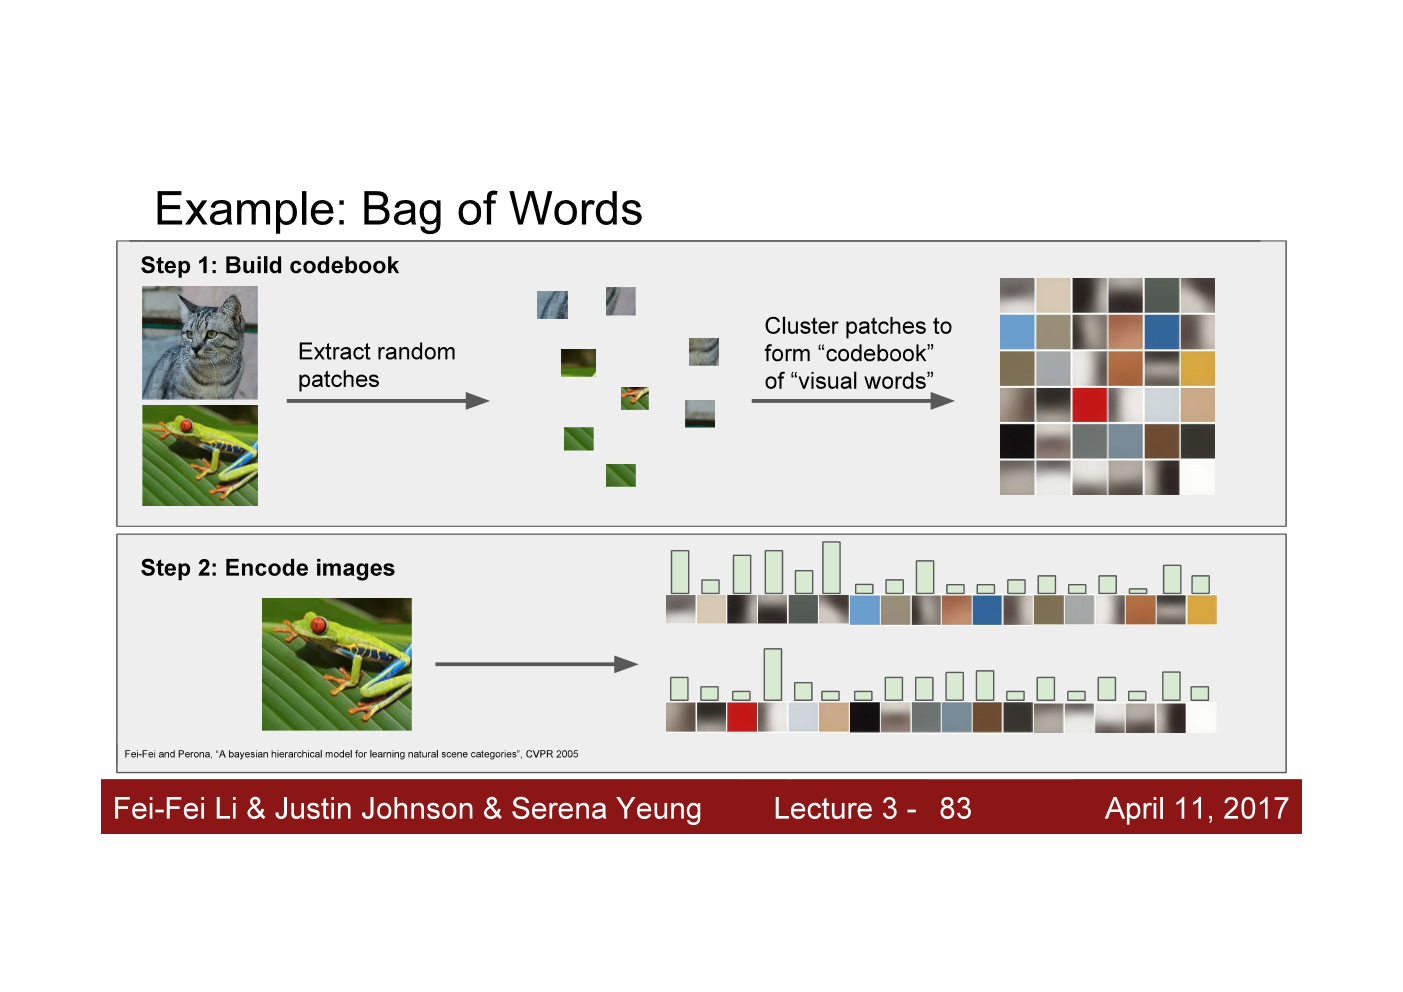 Example: Bag of Words
Step 1: Build codebook
Extract random
patches
Cluster patches to
form “codebook”
of “visual words”
Step 2: Encode images
Fei-Fei and Perona, “A bayesian hierarchical model for learning natural scene categories”, CVPR 2005
Fei-Fei Li & Justin Johnson & Serena Yeung Lecture 3 - 83 April 11, 2017